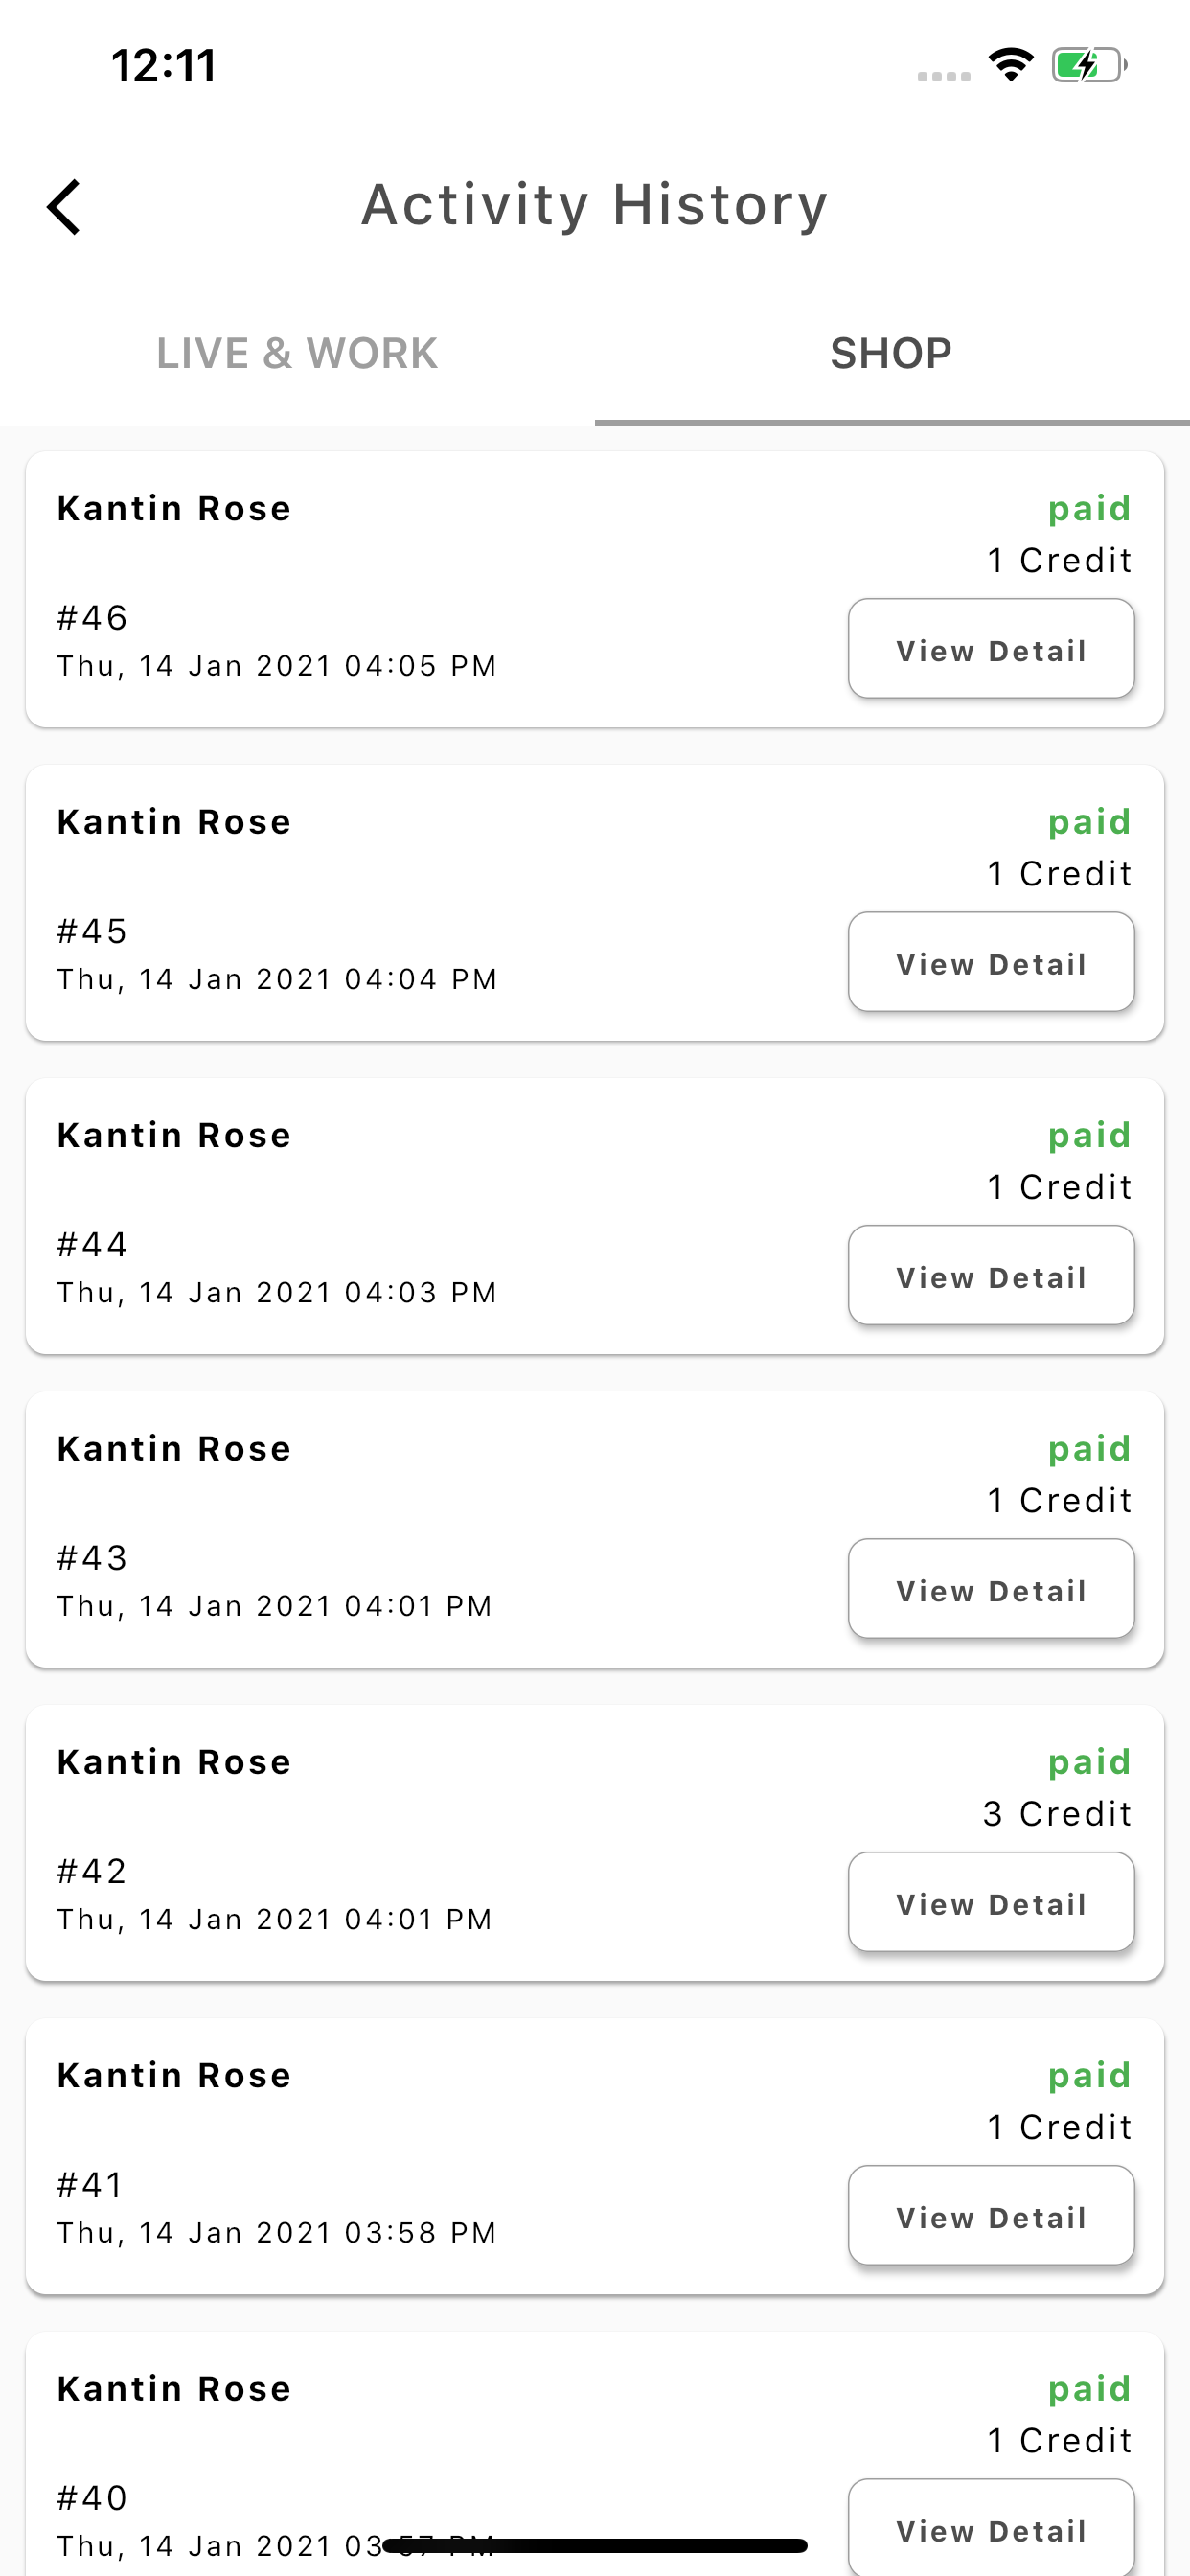 12:11
Activity History
LIVE & WORK
SHOP
Kantin Rose
paid
1 Credit
#46
View Detail
Thu, 14 Jan 2021 04:05 PM
Kantin Rose
paid
1 Credit
#45
View Detail
Thu, 14 Jan 2021 04:04 PM
Kantin Rose
paid
1 Credit
#44
View Detail
Thu, 14 Jan 2021 04:03 PM
Kantin Rose
paid
1 Credit
#43
View Detail
Thu, 14 Jan 2021 04:01 PM
Kantin Rose
paid
3 Credit
#42
View Detail
Thu, 14 Jan 2021 04:01 PM
Kantin Rose
paid
1 Credit
#41
View Detail
Thu, 14 Jan 2021 03:58 PM
Kantin Rose
paid
1 Credit
#40
View Detail
Thu, 14 Jan 2021 03:57 PM